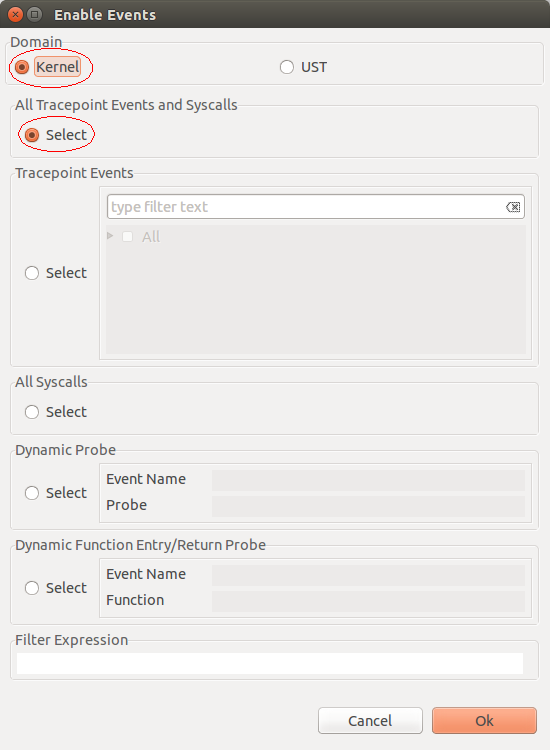 Enable Events
Domain
Kernel UST
All Tracepoint Events and Syscalls
Select
Tracepoint Events
type filter text
All
Select
All Syscalls
Select
Dynamic Probe
Event Name
Select
Probe
Dynamic Function Entry/Return Probe
Event Name
Select
Function
Filter Expression
Cancel Ok